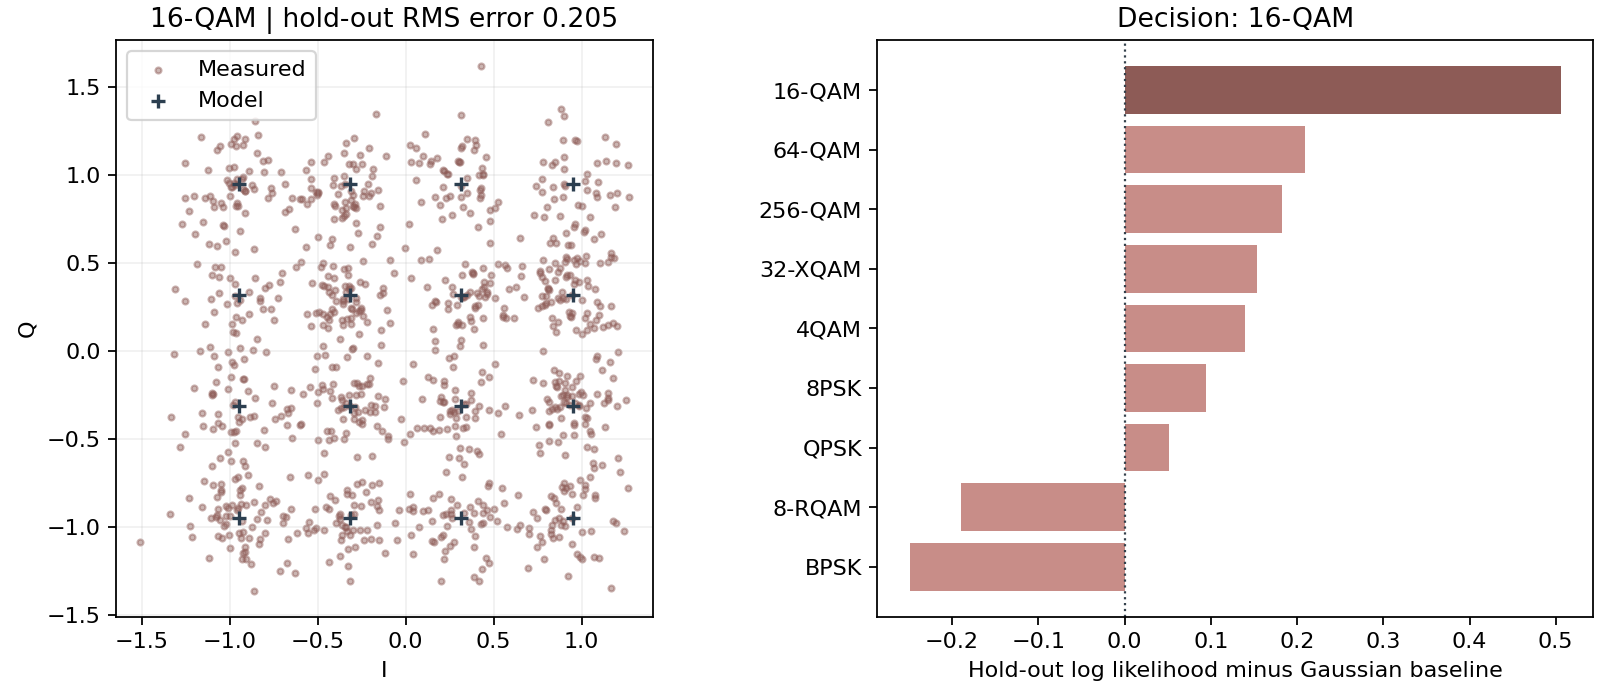 16-QAM | hold-out RMS error 0.205
Measured
Model
1.5
1.0
0.5
0.0
−0.5
−1.0
−1.5
Q
−1.5
−1.0
−0.5
0.0
0.5
1.0
I
Decision: 16-QAM
16-QAM
64-QAM
256-QAM
32-XQAM
4QAM
8PSK
QPSK
8-RQAM
BPSK
−0.2
−0.1
0.0
0.1
0.2
0.3
0.4
0.5
Hold-out log likelihood minus Gaussian baseline